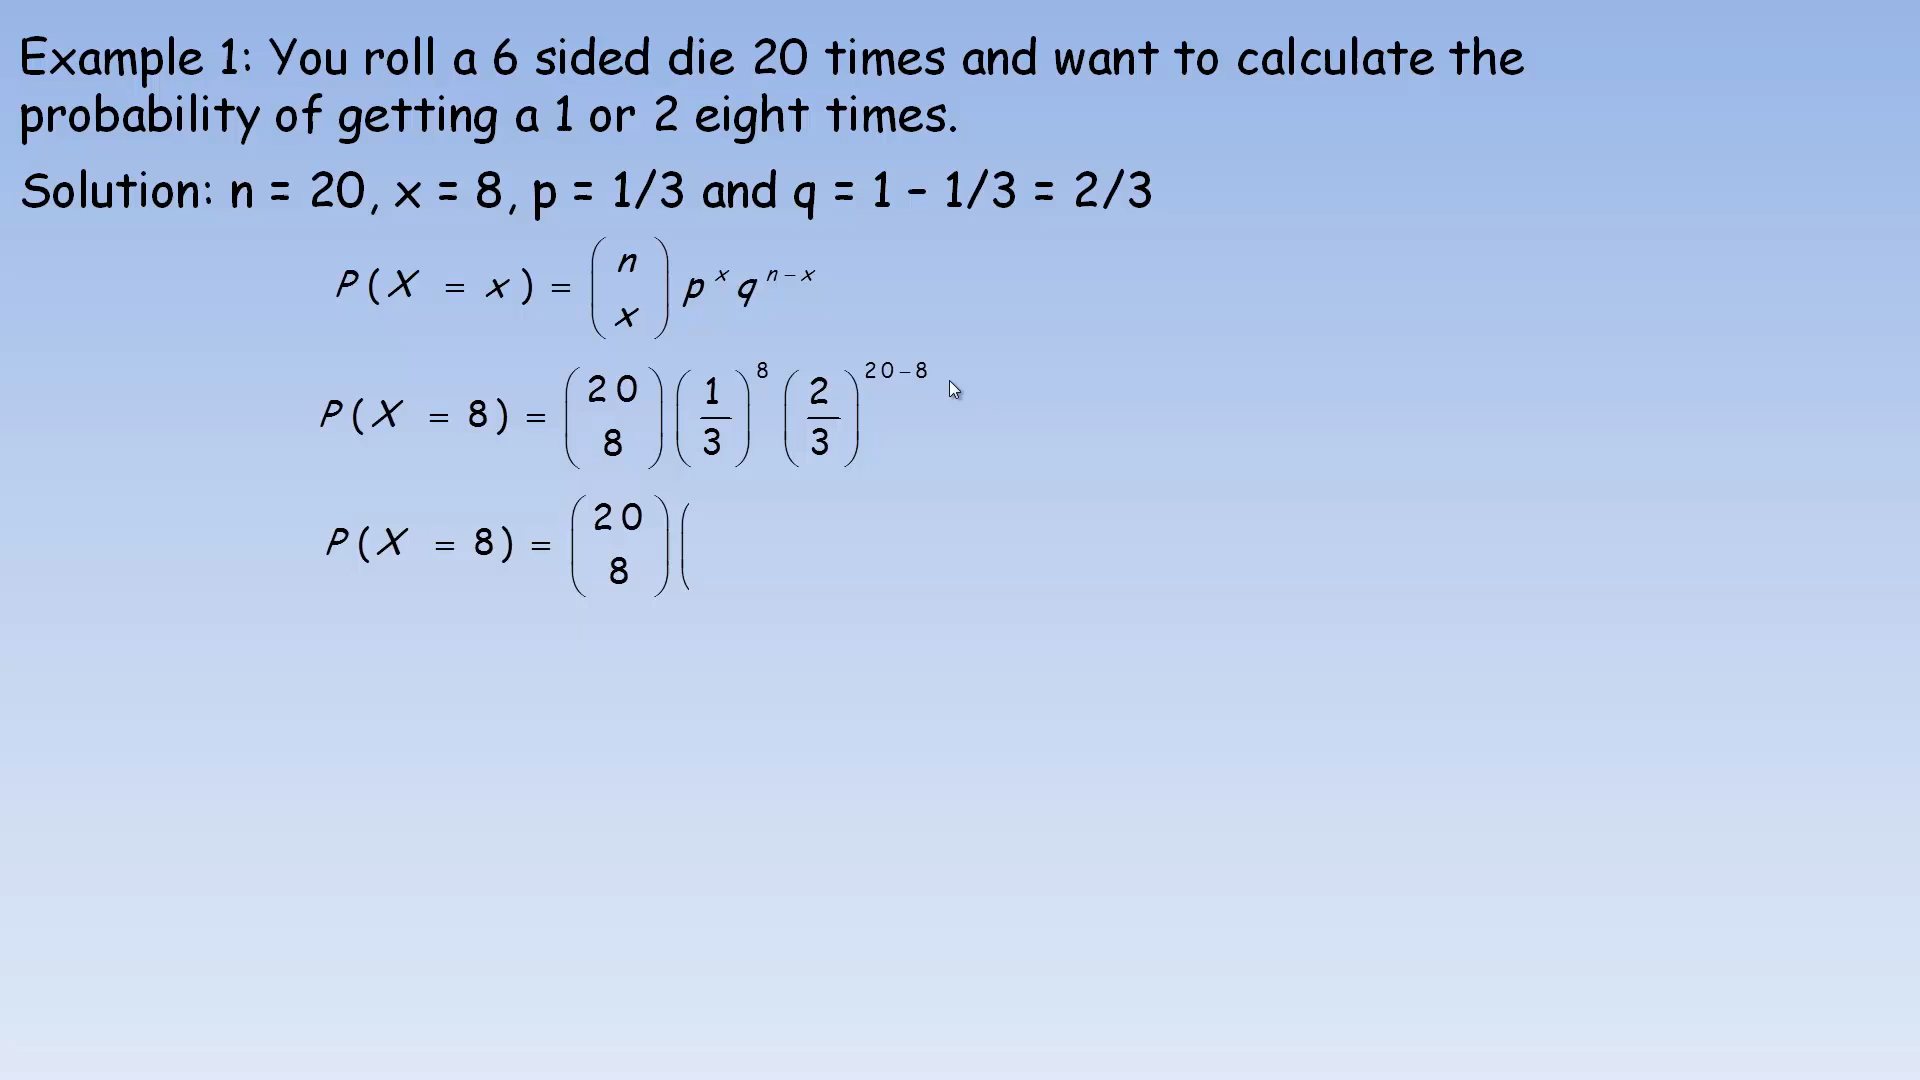 Example 1: You roll a 6 sided die 20 times and want to calculate the
probability of getting a 1 or 2 eight times.
Solution: n = 20, x = 8, p = 1/3 and q = 1 – 1/3 = 2/3
P(X = x) = (n x) p^x q^(n−x)
P(X = 8) = (20 8) (1/3)^8 (2/3)^(20−8)
P(X = 8) = (20 8) (